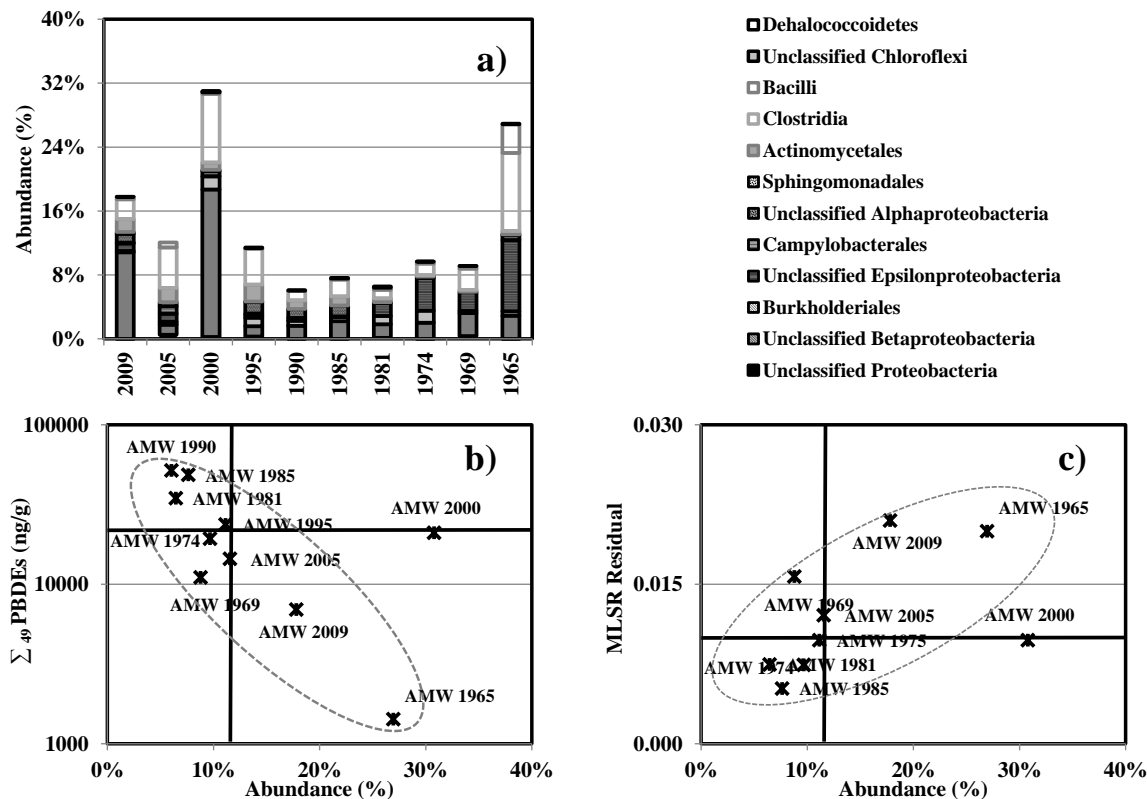 40%
32%
24%
16%
8%
0%
Abundance (%)
a)
2009
2005
2000
1995
1990
1985
1981
1974
1969
1965
Dehalococcoidetes
Unclassified Chloroflexi
Bacilli
Clostridia
Actinomycetales
Sphingomonadales
Unclassified Alphaproteobacteria
Campylobacterales
Unclassified Epsilonproteobacteria
Burkholderiales
Unclassified Betaproteobacteria
Unclassified Proteobacteria
100000
10000
1000
∑ 49 PBDEs (ng/g)
b)
AMW 1990
AMW 1985
AMW 1981
AMW 2000
AMW 1995
AMW 1974
AMW 2005
AMW 1969
AMW 2009
AMW 1965
0%
10%
20%
30%
40%
Abundance (%)
0.030
0.015
0.000
MLSR Residual
c)
AMW 1965
AMW 2009
AMW 1969
AMW 2005
AMW 2000
AMW 1975
AMW 1974
AMW 1981
AMW 1985
0%
10%
20%
30%
40%
Abundance (%)